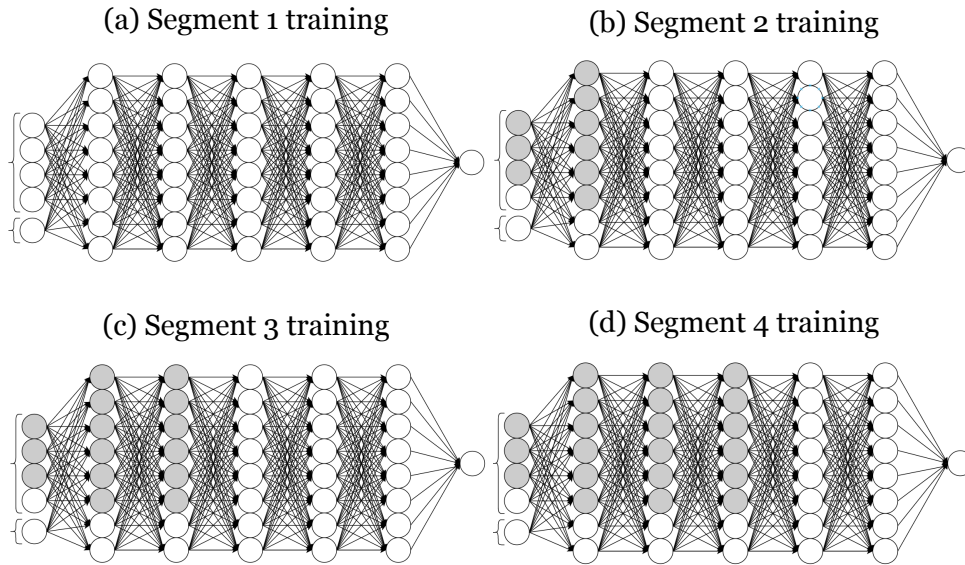 (a) Segment 1 training
(b) Segment 2 training
(c) Segment 3 training
(d) Segment 4 training